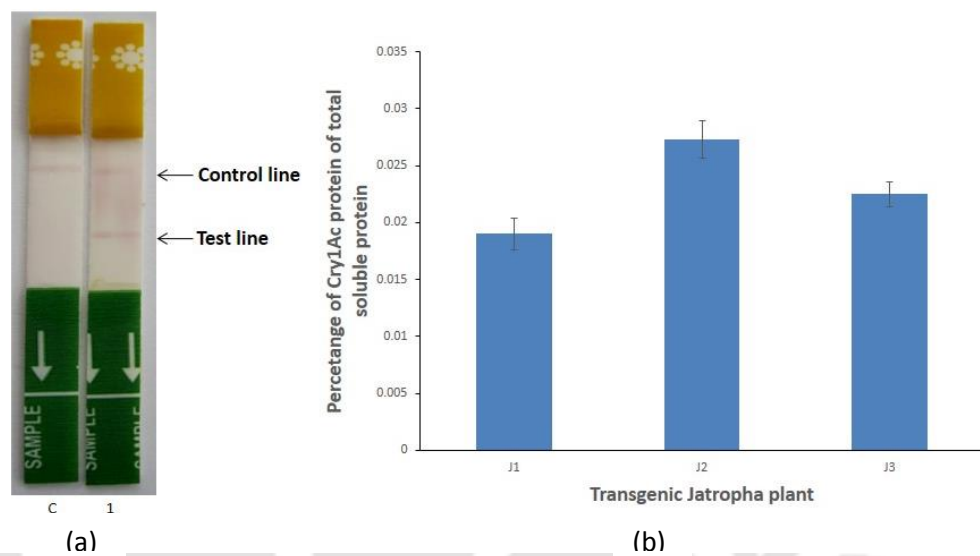 Control line
Test line
SAMPLE
SAMPLE
SAMPLE
C 1
(a)
Percetange of Cry1Ac protein of total
soluble protein
0.035
0.03
0.025
0.02
0.015
0.01
0.005
0
J1 J2 J3
Transgenic Jatropha plant
(b)